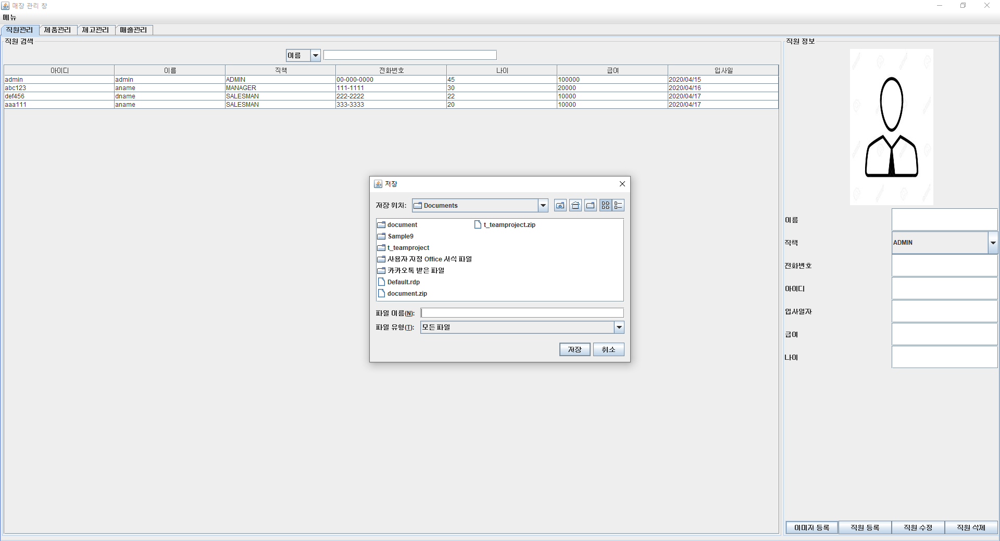 매장 관리 창
메뉴
직원관리 제품관리 제고관리 매출관리
직원 검색
이름
아이디 이름 직책 전화번호 나이 급여 입사일
admin admin ADMIN 00-000-0000 45 100000 2020/04/15
abc123 aname MANAGER 111-1111 30 20000 2020/04/16
def456 dname SALESMAN 222-2222 22 10000 2020/04/17
aaa111 aname SALESMAN 333-3333 20 10000 2020/04/17
저장
저장 위치: Documents
document
Sample9
t_teamproject
사용자 지정 Office 서식 파일
카카오톡 받은 파일
Default.rdp
document.zip
t_teamproject.zip
파일 이름(N):
파일 유형(T): 모든 파일
저장 취소
직원 정보
이름
직책 ADMIN
전화번호
아이디
입사일자
급여
나이
이미지 등록 직원 등록 직원 수정 직원 삭제